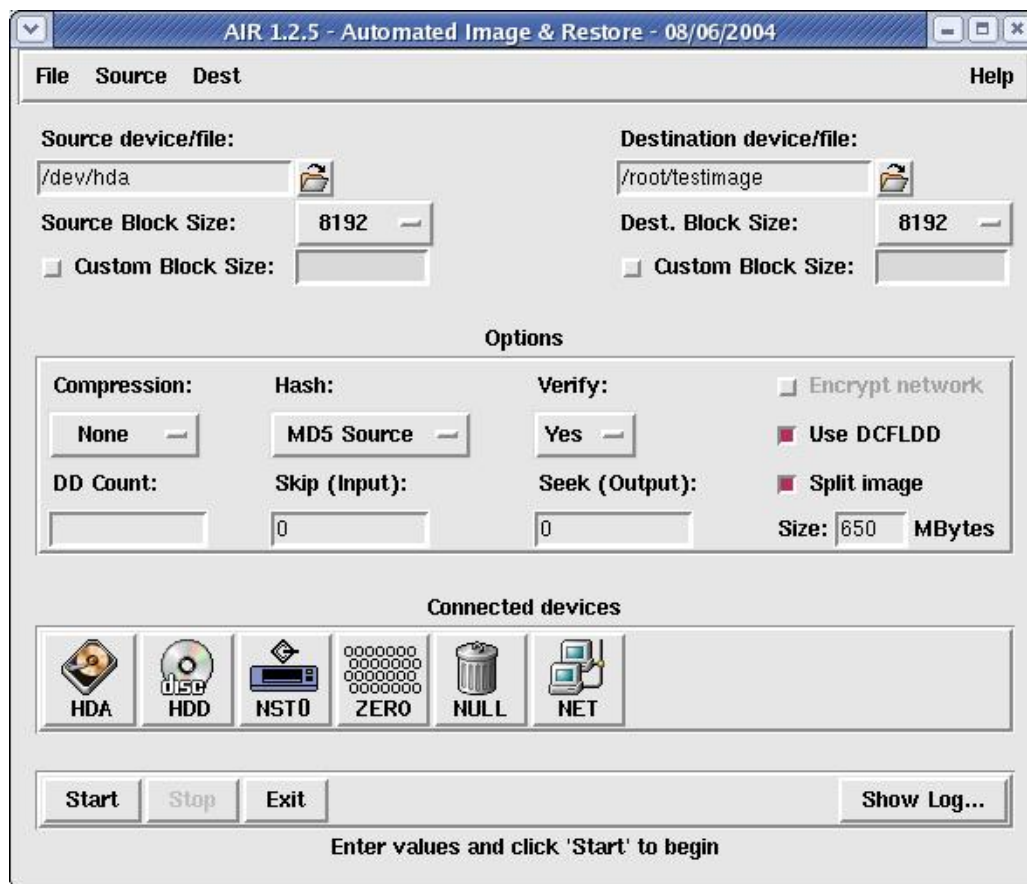 AIR 1.2.5 - Automated Image & Restore - 08/06/2004
File Source Dest Help
Source device/file: Destination device/file:
/dev/hda /root/testimage
Source Block Size: 8192 Dest. Block Size: 8192
Custom Block Size: Custom Block Size:
Options
Compression: Hash: Verify: Encrypt network
None MD5 Source Yes Use DCFLDD
DD Count: Skip (Input): Seek (Output): Split image
0 0 Size: 650 MBytes
Connected devices
disc
HDA HDD NST0 ZERO NULL NET
Start Stop Exit Show Log...
Enter values and click 'Start' to begin